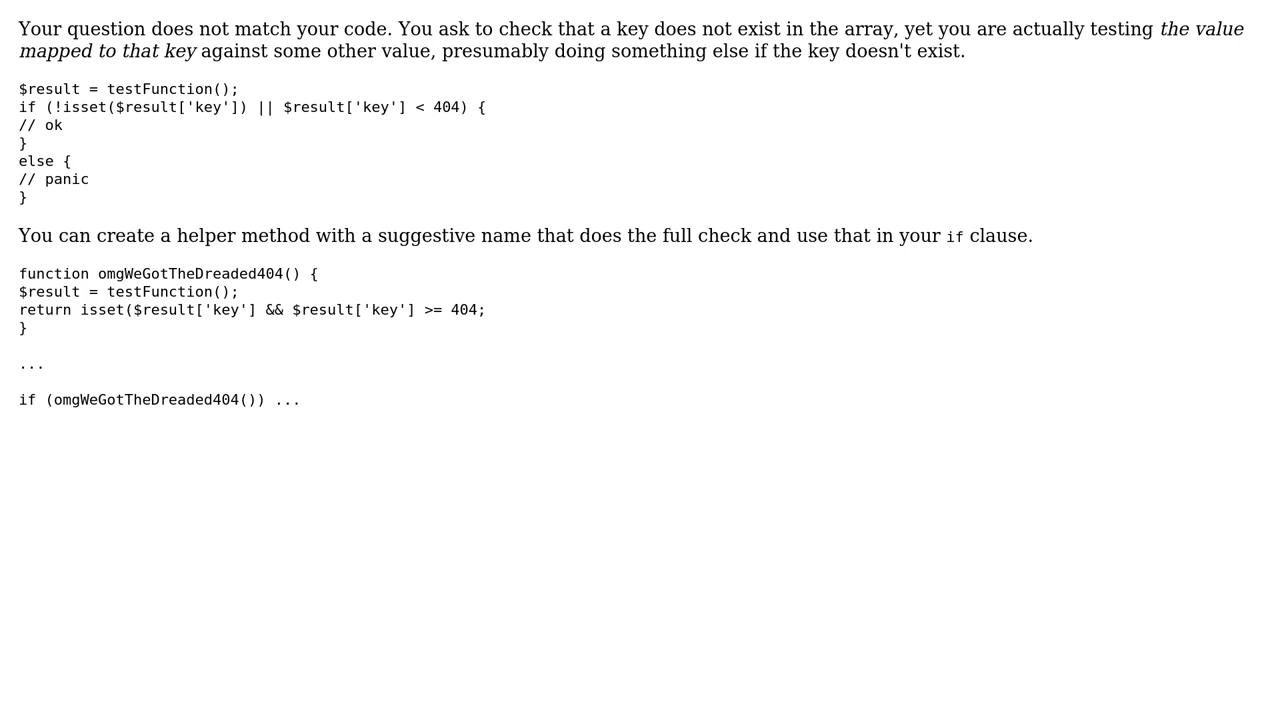 Your question does not match your code. You ask to check that a key does not exist in the array, yet you are actually testing the value
mapped to that key against some other value, presumably doing something else if the key doesn't exist.
$result = testFunction();
if (!isset($result['key']) || $result['key'] < 404) {
// ok
}
else {
// panic
}
You can create a helper method with a suggestive name that does the full check and use that in your if clause.
function omgWeGotTheDreaded404() {
$result = testFunction();
return isset($result['key'] && $result['key'] >= 404;
}
...
if (omgWeGotTheDreaded404()) ...